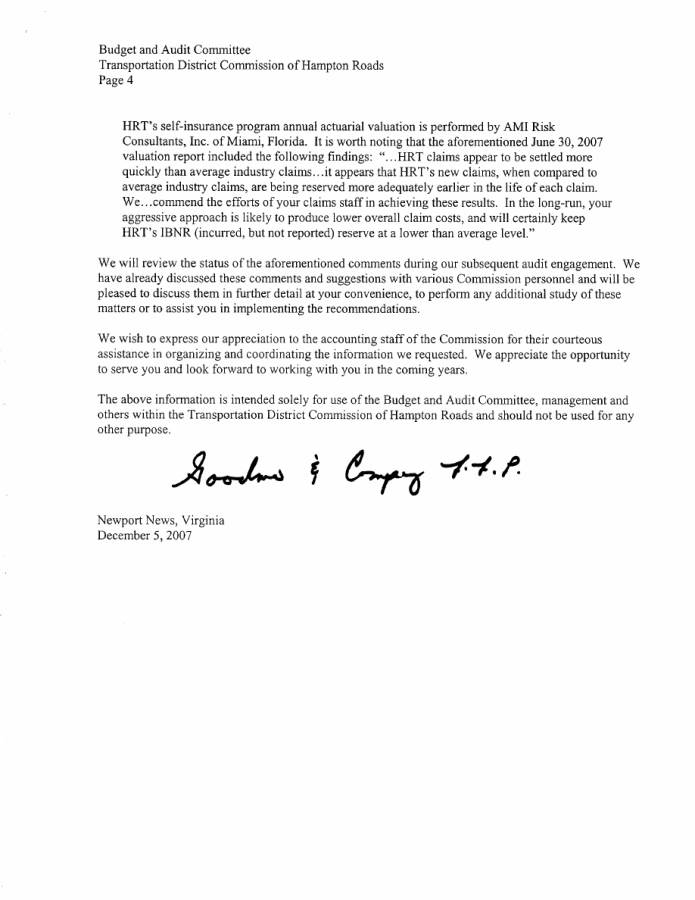 Budget and Audit Committee
Transportation District Commission of Hampton Roads
Page 4
HRT's self-insurance program annual actuarial valuation is performed by AMI Risk
Consultants, Inc. of Miami, Florida. It is worth noting that the aforementioned June 30, 2007
valuation report included the following findings: "…HRT claims appear to be settled more
quickly than average industry claims…it appears that HRT's new claims, when compared to
average industry claims, are being reserved more adequately earlier in the life of each claim.
We…commend the efforts of your claims staff in achieving these results. In the long-run, your
aggressive approach is likely to produce lower overall claim costs, and will certainly keep
HRT's IBNR (incurred, but not reported) reserve at a lower than average level."
We will review the status of the aforementioned comments during our subsequent audit engagement. We
have already discussed these comments and suggestions with various Commission personnel and will be
pleased to discuss them in further detail at your convenience, to perform any additional study of these
matters or to assist you in implementing the recommendations.
We wish to express our appreciation to the accounting staff of the Commission for their courteous
assistance in organizing and coordinating the information we requested. We appreciate the opportunity
to serve you and look forward to working with you in the coming years.
The above information is intended solely for use of the Budget and Audit Committee, management and
others within the Transportation District Commission of Hampton Roads and should not be used for any
other purpose.
Goodman & Company L.L.P.
Newport News, Virginia
December 5, 2007